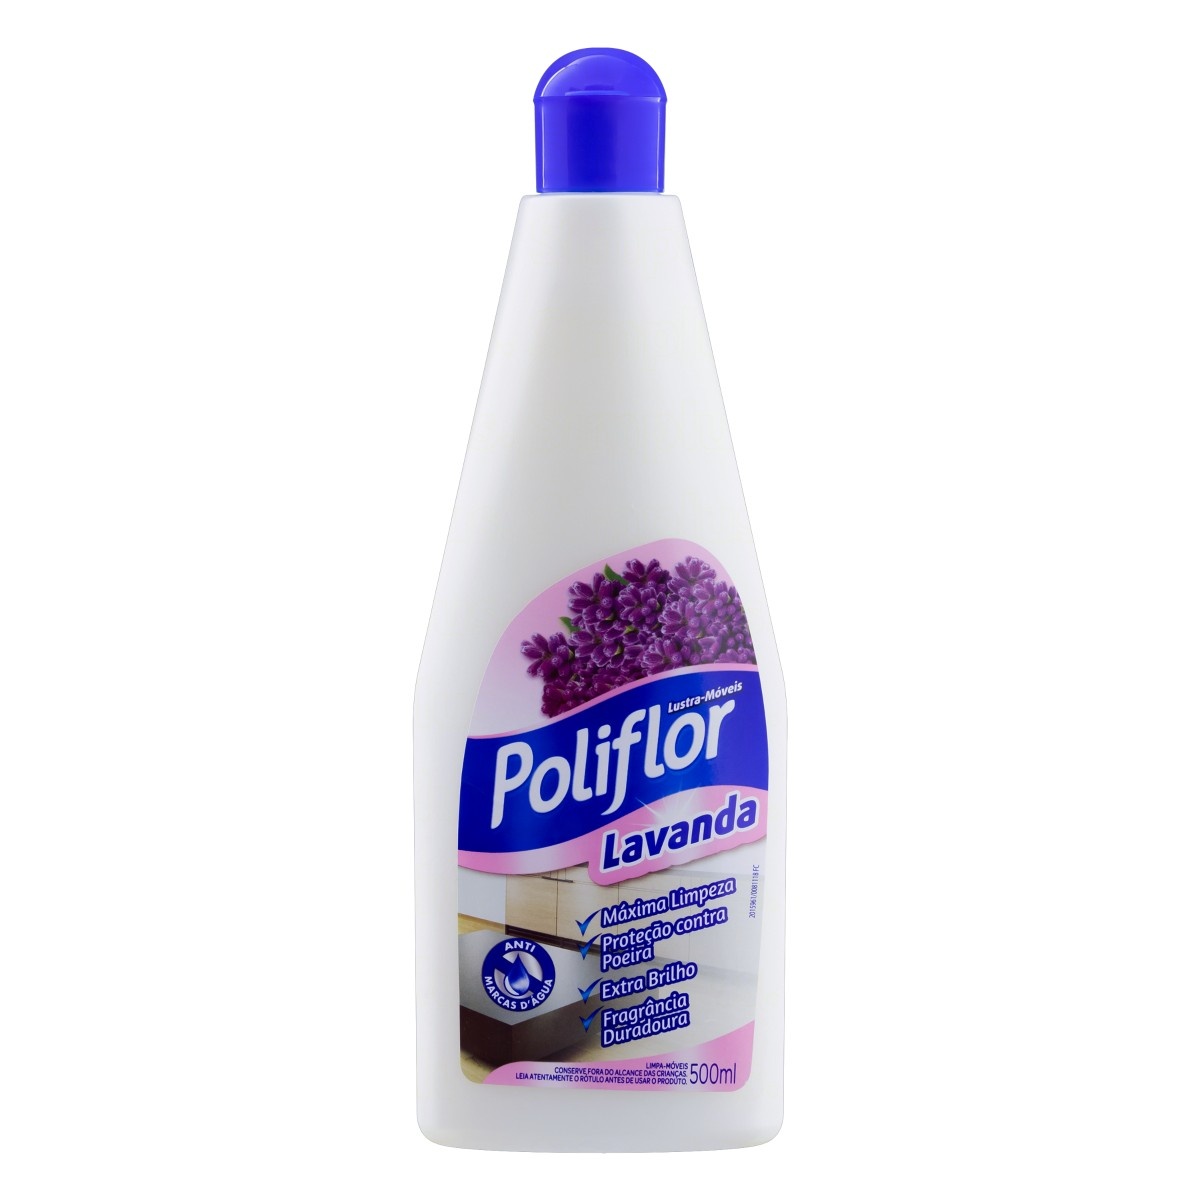 Lustra-Móveis
Poliflor
Lavanda
Máxima Limpeza
Proteção contra
Poeira
Extra Brilho
Fragrância
Duradoura
ANTI
MARCAS D'ÁGUA
LIMPA-MÓVEIS
CONSERVE FORA DO ALCANCE DAS CRIANÇAS.
LEIA ATENTAMENTE O RÓTULO ANTES DE USAR O PRODUTO.
500ml